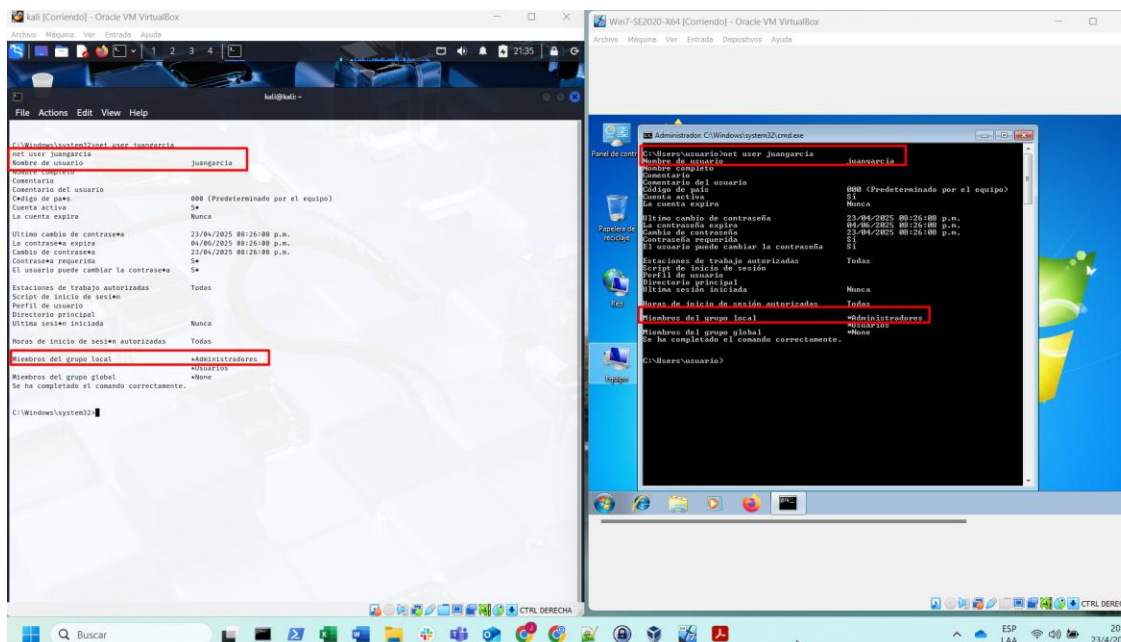 kali [Corriendo] - Oracle VM VirtualBox
Archivo Máquina Ver Entrada Ayuda
1 2 3 4
21:35
kali@kali: ~
File Actions Edit View Help
C:\Windows\system32>net user juangarcia
net user juangarcia
Nombre de usuario juangarcia
Nombre completo
Comentario
Comentario del usuario
C�digo de pa�s 000 (Predeterminado por el equipo)
Cuenta activa S�
La cuenta expira Nunca
Ultimo cambio de contrase�a 23/04/2025 08:26:08 p.m.
La contrase�a expira 04/06/2025 08:26:08 p.m.
Cambio de contrase�a 23/04/2025 08:26:08 p.m.
Contrase�a requerida S�
El usuario puede cambiar la contrase�a S�
Estaciones de trabajo autorizadas Todas
Script de inicio de sesi�n
Perfil de usuario
Directorio principal
Ultima sesi�n iniciada Nunca
Horas de inicio de sesi�n autorizadas Todas
Miembros del grupo local *Administradores
*Usuarios
Miembros del grupo global *None
Se ha completado el comando correctamente.
C:\Windows\system32>
CTRL DERECHA
Win7-SE2020-X64 [Corriendo] - Oracle VM VirtualBox
Archivo Máquina Ver Entrada Dispositivos Ayuda
Panel de contr
Papelera de reciclaje
Red
Equipo
Administrador: C:\Windows\system32\cmd.exe
C:\Users\usuario>net user juangarcia
Nombre de usuario juangarcia
Nombre completo
Comentario
Comentario del usuario
Código de país 000 (Predeterminado por el equipo)
Cuenta activa Sí
La cuenta expira Nunca
Ultimo cambio de contraseña 23/04/2025 08:26:08 p.m.
La contraseña expira 04/06/2025 08:26:08 p.m.
Cambio de contraseña 23/04/2025 08:26:08 p.m.
Contraseña requerida Sí
El usuario puede cambiar la contraseña Sí
Estaciones de trabajo autorizadas Todas
Script de inicio de sesión
Perfil de usuario
Directorio principal
Ultima sesión iniciada Nunca
Horas de inicio de sesión autorizadas Todas
Miembros del grupo local *Administradores
*Usuarios
Miembros del grupo global *None
Se ha completado el comando correctamente.
C:\Users\usuario>
CTRL DERE
Buscar
ESP
LAA
20
23/4/20